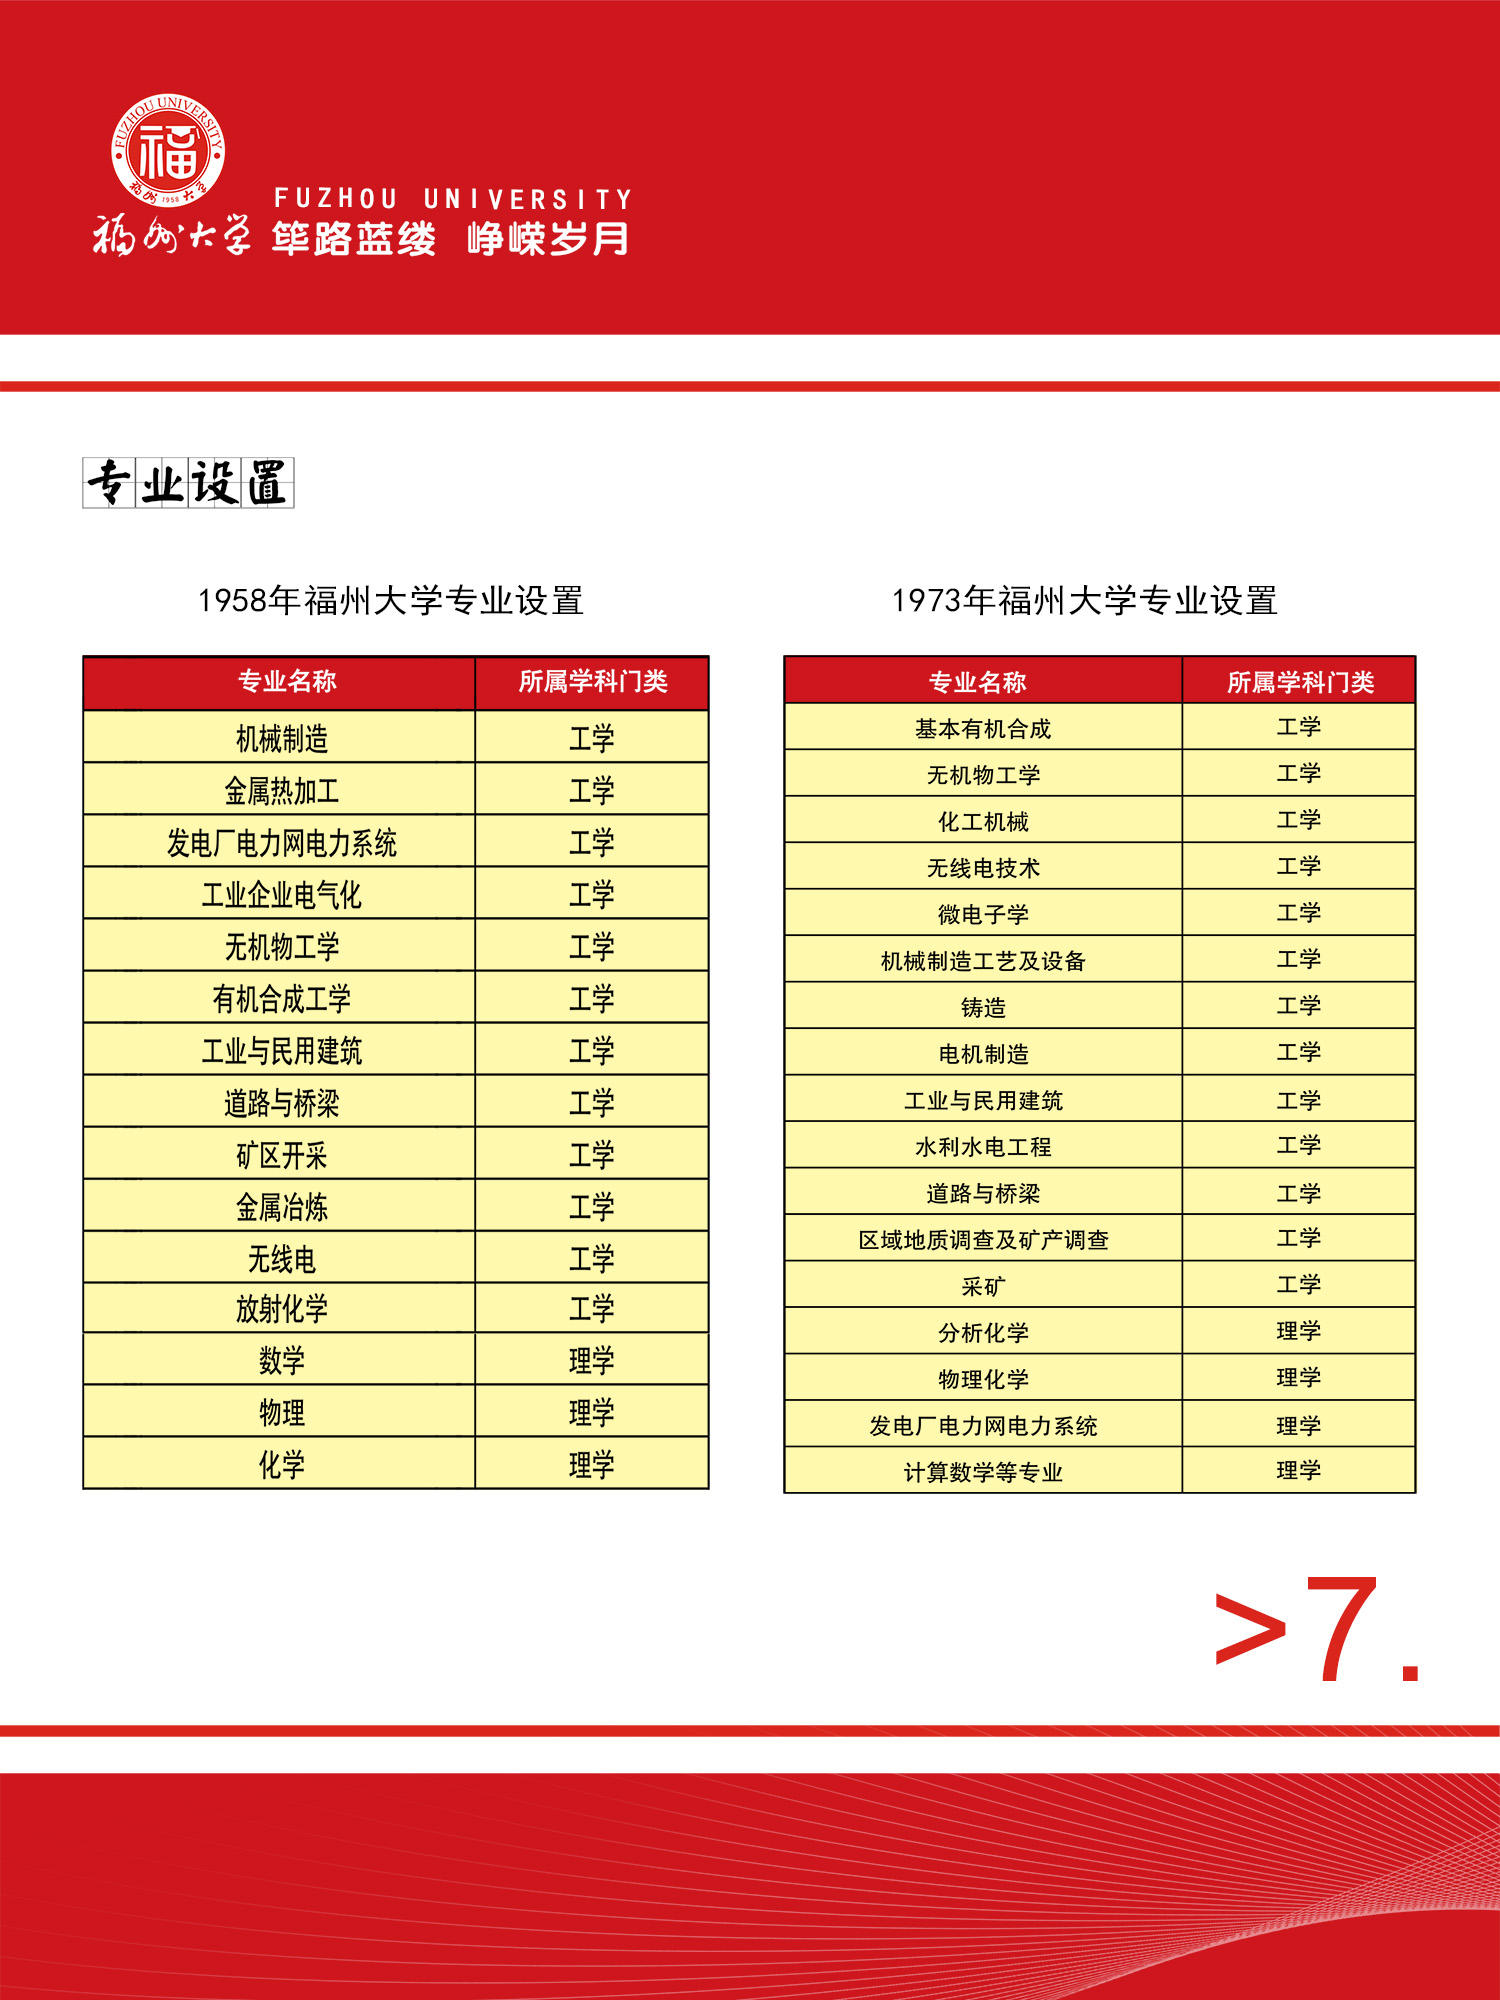 FUZHOU UNIVERSITY
福
福州大学
1958
福州大学
FUZHOU UNIVERSITY
筚路蓝缕 峥嵘岁月
专业设置
1958年福州大学专业设置
专业名称 所属学科门类
机械制造 工学
金属热加工 工学
发电厂电力网电力系统 工学
工业企业电气化 工学
无机物工学 工学
有机合成工学 工学
工业与民用建筑 工学
道路与桥梁 工学
矿区开采 工学
金属冶炼 工学
无线电 工学
放射化学 工学
数学 理学
物理 理学
化学 理学
1973年福州大学专业设置
专业名称 所属学科门类
基本有机合成 工学
无机物工学 工学
化工机械 工学
无线电技术 工学
微电子学 工学
机械制造工艺及设备 工学
铸造 工学
电机制造 工学
工业与民用建筑 工学
水利水电工程 工学
道路与桥梁 工学
区域地质调查及矿产调查 工学
采矿 工学
分析化学 理学
物理化学 理学
发电厂电力网电力系统 理学
计算数学等专业 理学
>7.